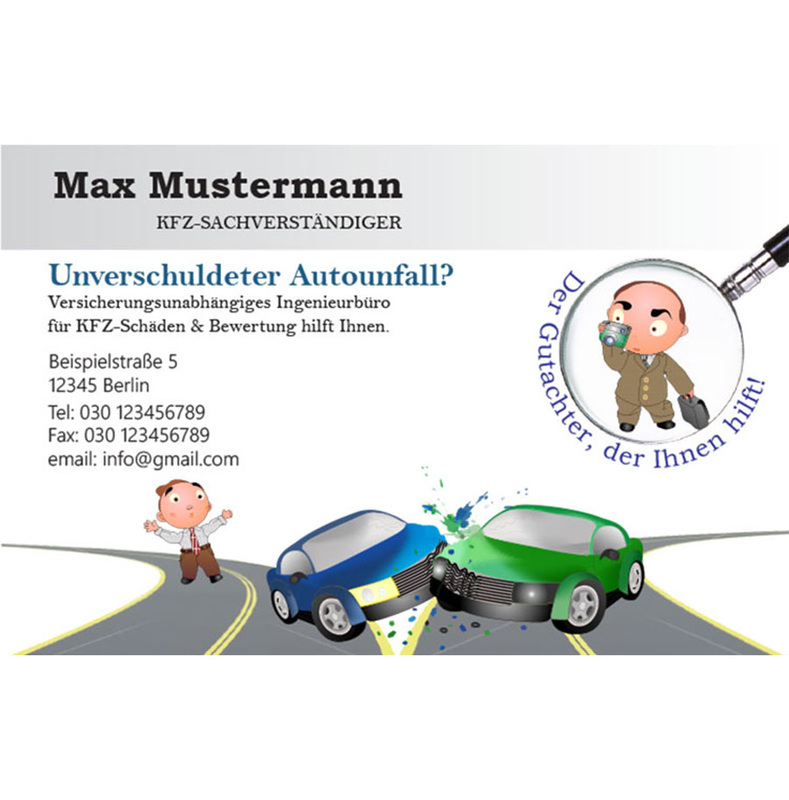 Max Mustermann
KFZ-SACHVERSTÄNDIGER
Unverschuldeter Autounfall?
Versicherungsunabhängiges Ingenieurbüro
für KFZ-Schäden & Bewertung hilft Ihnen.
Beispielstraße 5
12345 Berlin
Tel: 030 123456789
Fax: 030 123456789
email: info@gmail.com
Der Gutachter, der Ihnen hilft!